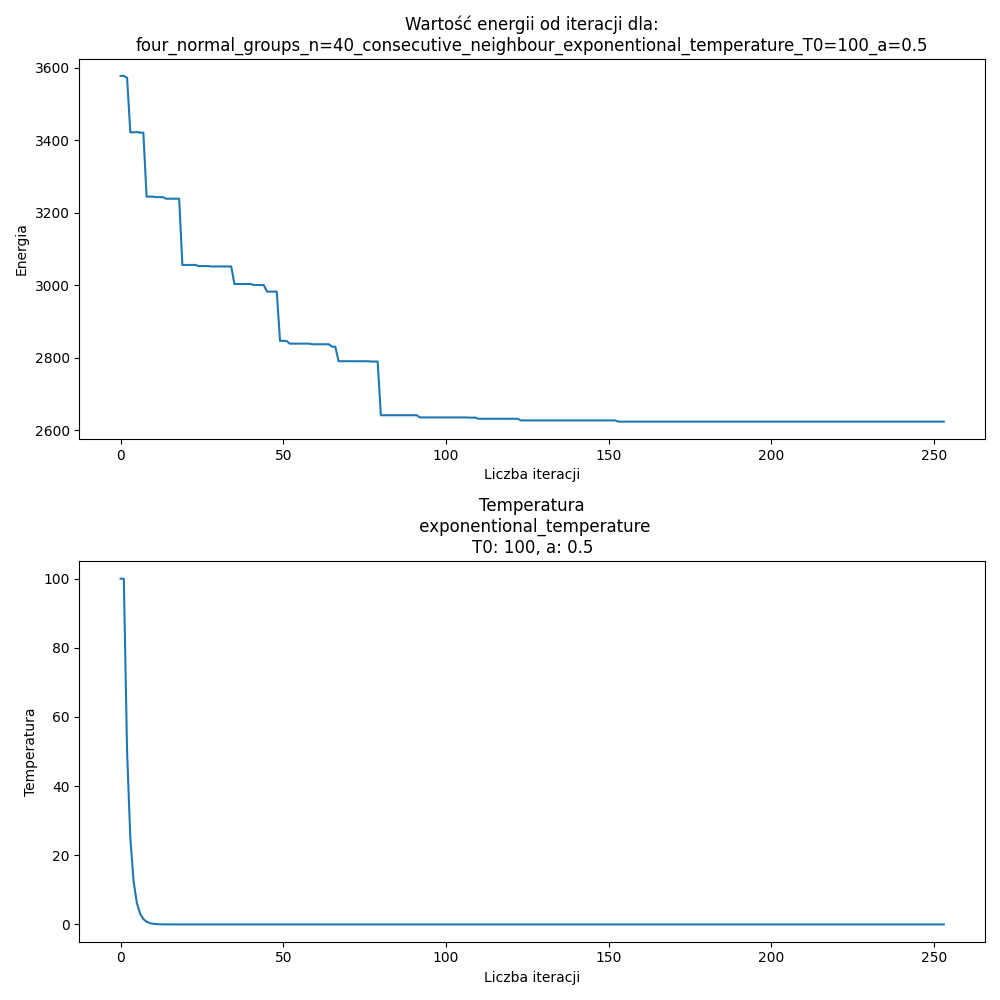 Wartość energii od iteracji dla:
four_normal_groups_n=40_consecutive_neighbour_exponentional_temperature_T0=100_a=0.5
3600
3400
3200
3000
2800
2600
Energia
0 50 100 150 200 250
Liczba iteracji
Temperatura
exponentional_temperature
T0: 100, a: 0.5
100
80
60
40
20
0
Temperatura
0 50 100 150 200 250
Liczba iteracji